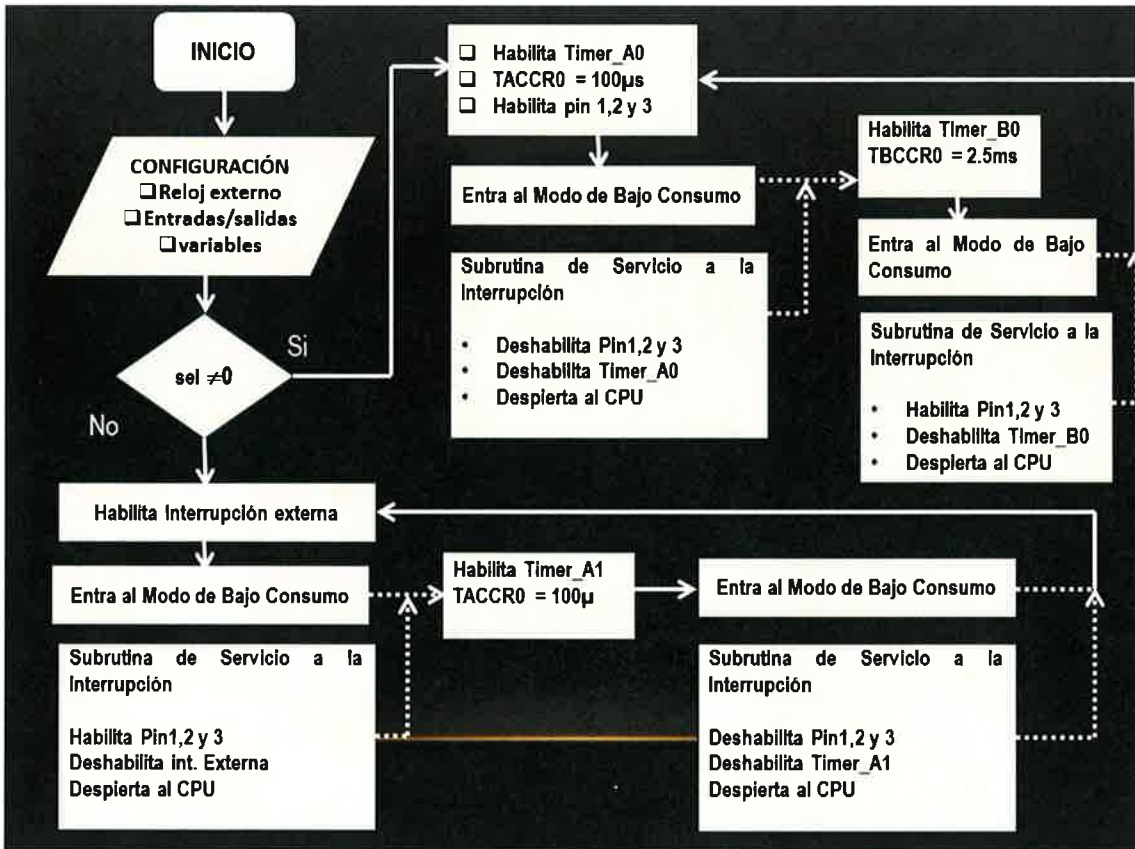 INICIO
CONFIGURACIÓN
❑Reloj externo
❑Entradas/salidas
❑variables
sel ≠0
Si
No
❑ Habilita Timer_A0
❑ TACCR0 = 100µs
❑ Habilita pin 1,2 y 3
Entra al Modo de Bajo Consumo
Subrutina de Servicio a la
Interrupción
• Deshabilita Pin1,2 y 3
• Deshabilita Timer_A0
• Despierta al CPU
Habilita Timer_B0
TBCCR0 = 2.5ms
Entra al Modo de Bajo
Consumo
Subrutina de Servicio a la
Interrupción
• Habilita Pin1,2 y 3
• Deshabilita Timer_B0
• Despierta al CPU
Habilita Interrupción externa
Entra al Modo de Bajo Consumo
Subrutina de Servicio a la
Interrupción
Habilita Pin1,2 y 3
Deshabilita int. Externa
Despierta al CPU
Habilita Timer_A1
TACCR0 = 100µ
Entra al Modo de Bajo Consumo
Subrutina de Servicio a la
Interrupción
Deshabilita Pin1,2 y 3
Deshabilita Timer_A1
Despierta al CPU